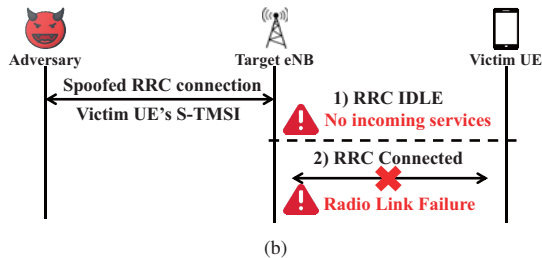 Adversary
Target eNB
Victim UE
Spoofed RRC connection
Victim UE's S-TMSI
1) RRC IDLE
No incoming services
2) RRC Connected
Radio Link Failure
(b)